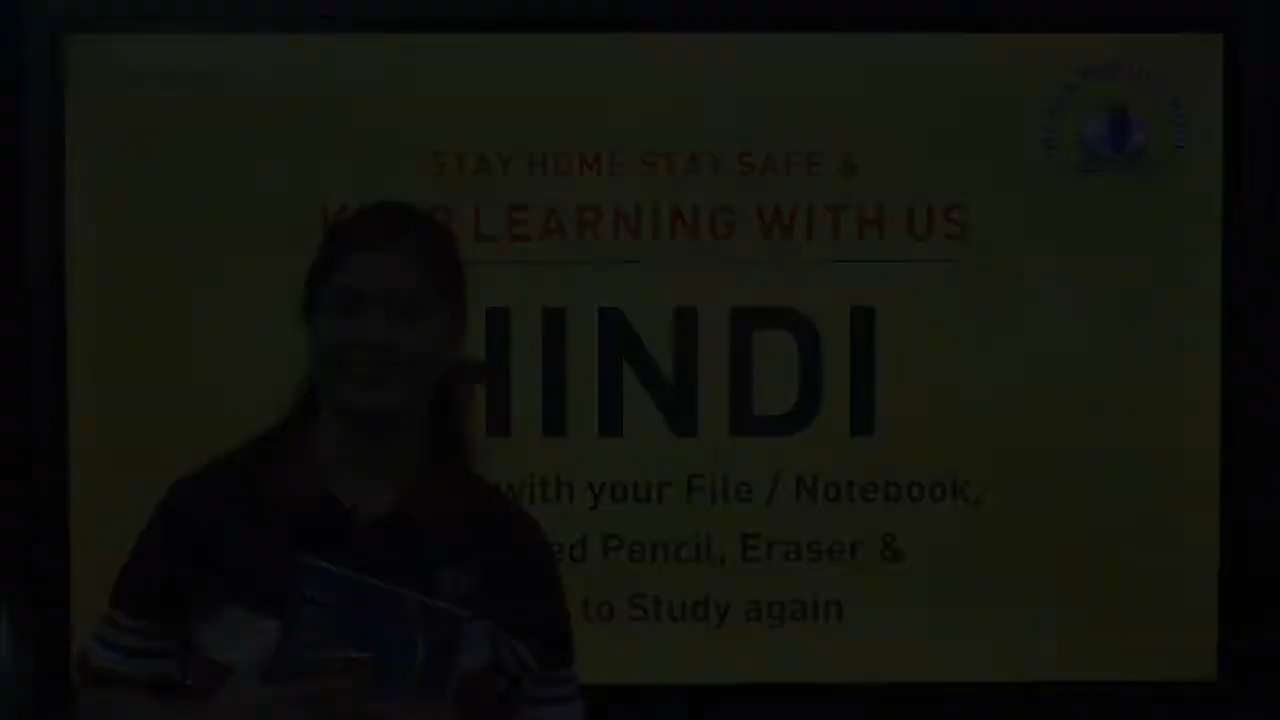 STAY HOME STAY SAFE &
LEARNING WITH US
HINDI
with your File / Notebook,
Pencil, Eraser &
to Study again